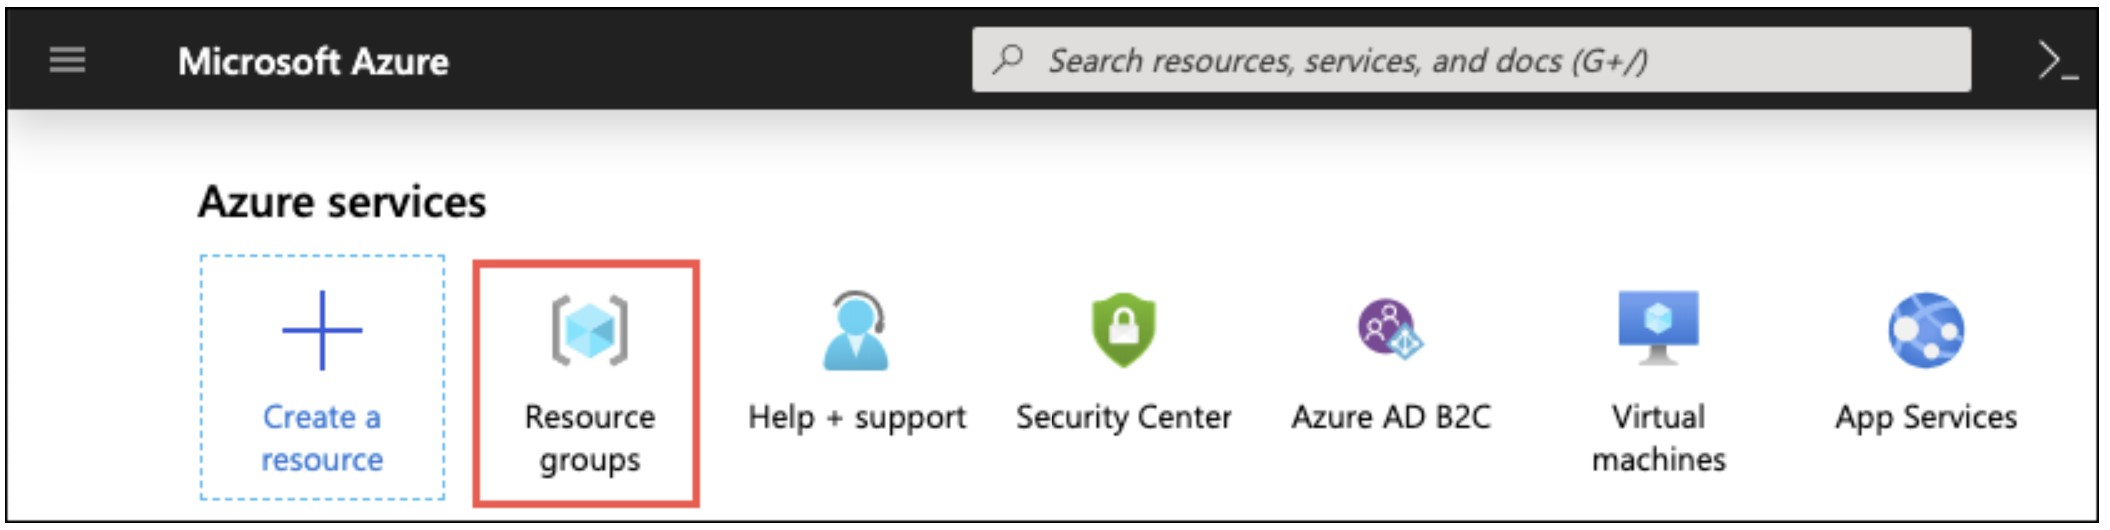 Microsoft Azure
Search resources, services, and docs (G+/)
Azure services
Create a
resource
Resource
groups
Help + support
Security Center
Azure AD B2C
Virtual
machines
App Services